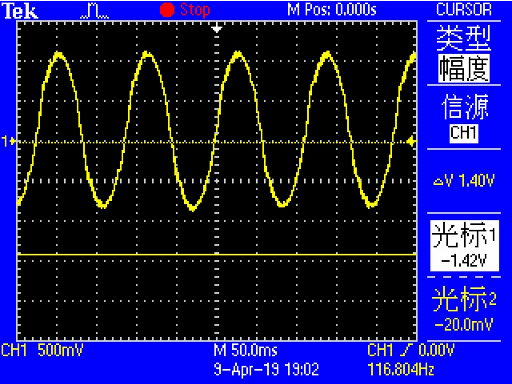 Tek Stop M Pos: 0.000s CURSOR
类型
幅度
信源
CH1
1
△V 1.40V
光标1
-1.42V
光标2
-20.0mV
CH1 500mV M 50.0ms CH1 / 0.00V
9-Apr-19 19:02 116.804Hz